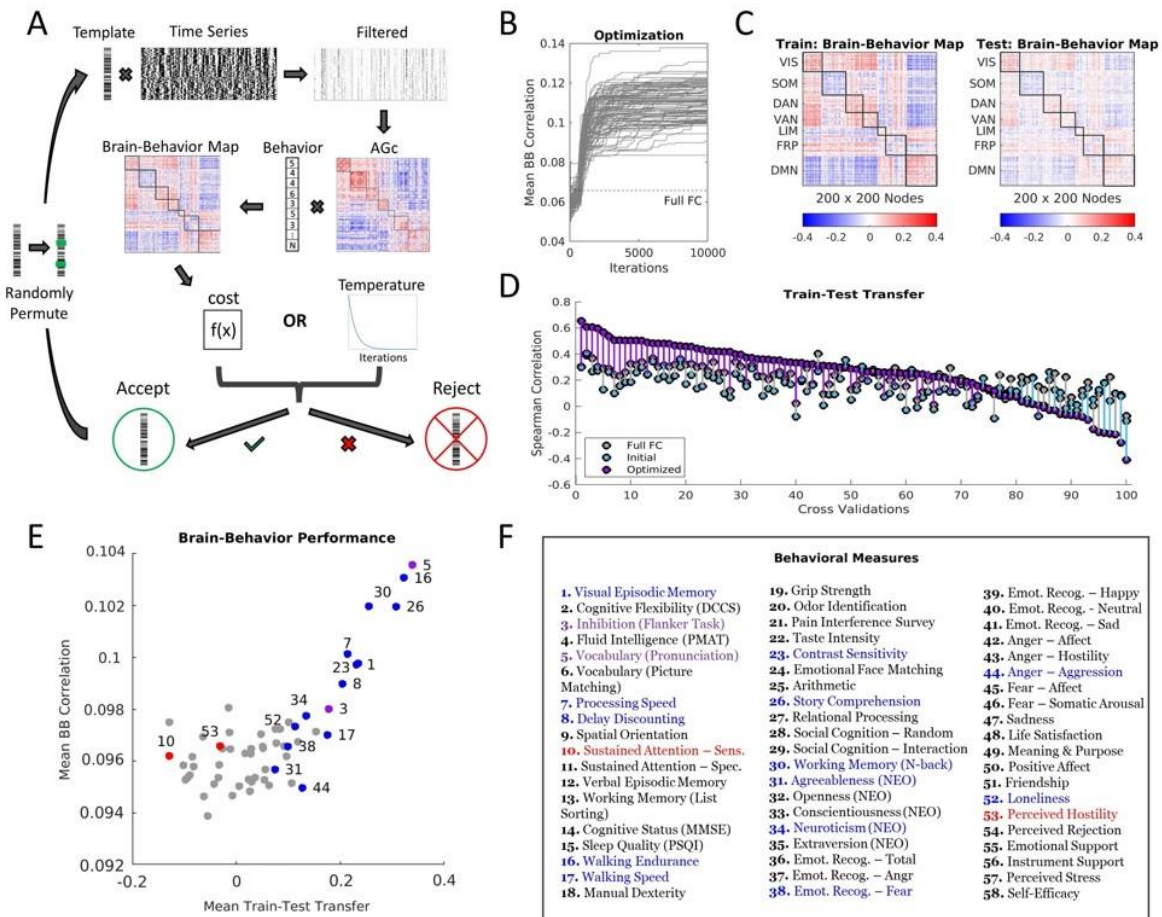 A
Template
Time Series
Filtered
Brain-Behavior Map
Behavior
AGc
5
4
4
6
3
5
3
:
N
Randomly
Permute
cost
f(x)
OR
Temperature
Iterations
Accept
Reject
B
Optimization
Mean BB Correlation
0.14
0.12
0.1
0.08
0.06
0.04
Full FC
0 5000 10000
Iterations
C
Train: Brain-Behavior Map
Test: Brain-Behavior Map
VIS
SOM
DAN
VAN
LIM
FRP
DMN
VIS
SOM
DAN
VAN
LIM
FRP
DMN
200 x 200 Nodes
200 x 200 Nodes
-0.4 -0.2 0 0.2 0.4
-0.4 -0.2 0 0.2 0.4
D
Train-Test Transfer
Spearman Correlation
0.8
0.6
0.4
0.2
0
-0.2
-0.4
-0.6
Full FC
Initial
Optimized
0 10 20 30 40 50 60 70 80 90 100
Cross Validations
E
Brain-Behavior Performance
Mean BB Correlation
0.104
0.102
0.1
0.098
0.096
0.094
0.092
5
16
30
26
7
23
1
8
34
3
52
53
17
10
38
31
44
-0.2 0 0.2 0.4
Mean Train-Test Transfer
F
Behavioral Measures
1. Visual Episodic Memory
2. Cognitive Flexibility (DCCS)
3. Inhibition (Flanker Task)
4. Fluid Intelligence (PMAT)
5. Vocabulary (Pronunciation)
6. Vocabulary (Picture
Matching)
7. Processing Speed
8. Delay Discounting
9. Spatial Orientation
10. Sustained Attention – Sens.
11. Sustained Attention – Spec.
12. Verbal Episodic Memory
13. Working Memory (List
Sorting)
14. Cognitive Status (MMSE)
15. Sleep Quality (PSQI)
16. Walking Endurance
17. Walking Speed
18. Manual Dexterity
19. Grip Strength
20. Odor Identification
21. Pain Interference Survey
22. Taste Intensity
23. Contrast Sensitivity
24. Emotional Face Matching
25. Arithmetic
26. Story Comprehension
27. Relational Processing
28. Social Cognition – Random
29. Social Cognition – Interaction
30. Working Memory (N-back)
31. Agreeableness (NEO)
32. Openness (NEO)
33. Conscientiousness (NEO)
34. Neuroticism (NEO)
35. Extraversion (NEO)
36. Emot. Recog. – Total
37. Emot. Recog. – Angr
38. Emot. Recog. – Fear
39. Emot. Recog. – Happy
40. Emot. Recog. - Neutral
41. Emot. Recog. – Sad
42. Anger – Affect
43. Anger – Hostility
44. Anger – Aggression
45. Fear – Affect
46. Fear – Somatic Arousal
47. Sadness
48. Life Satisfaction
49. Meaning & Purpose
50. Positive Affect
51. Friendship
52. Loneliness
53. Perceived Hostility
54. Perceived Rejection
55. Emotional Support
56. Instrument Support
57. Perceived Stress
58. Self-Efficacy